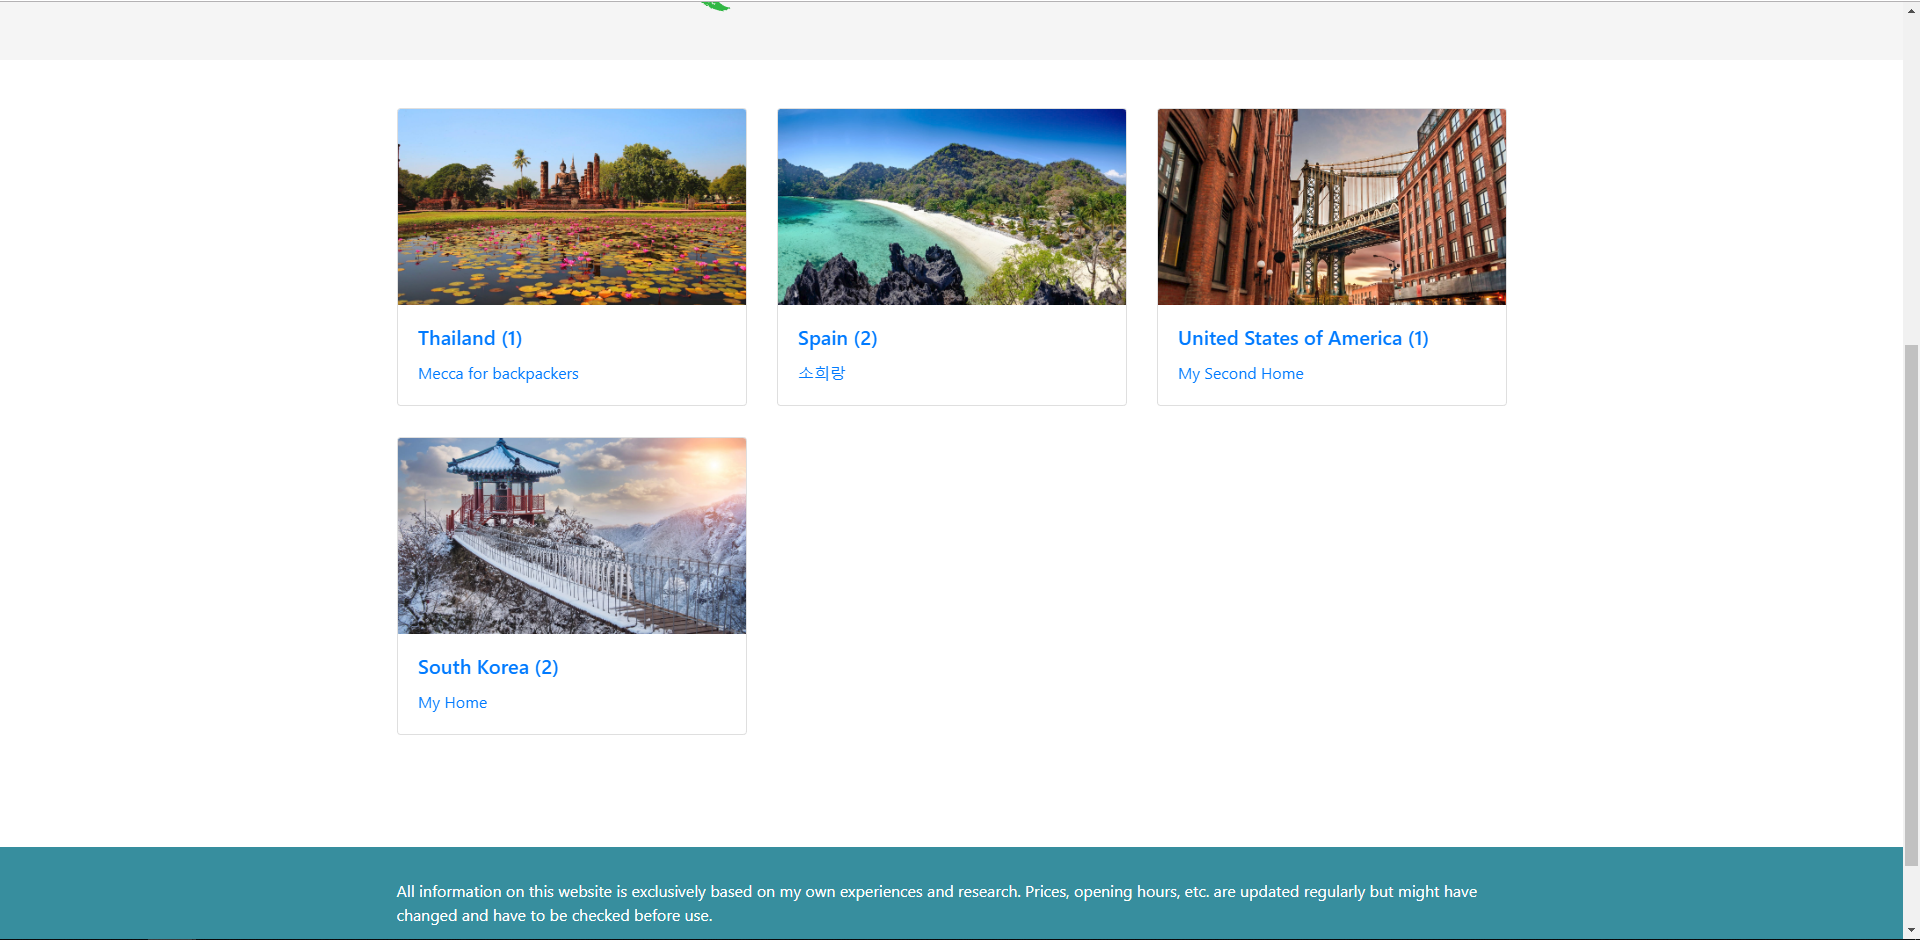 Thailand (1)
Mecca for backpackers
Spain (2)
소희랑
United States of America (1)
My Second Home
South Korea (2)
My Home
All information on this website is exclusively based on my own experiences and research. Prices, opening hours, etc. are updated regularly but might have
changed and have to be checked before use.